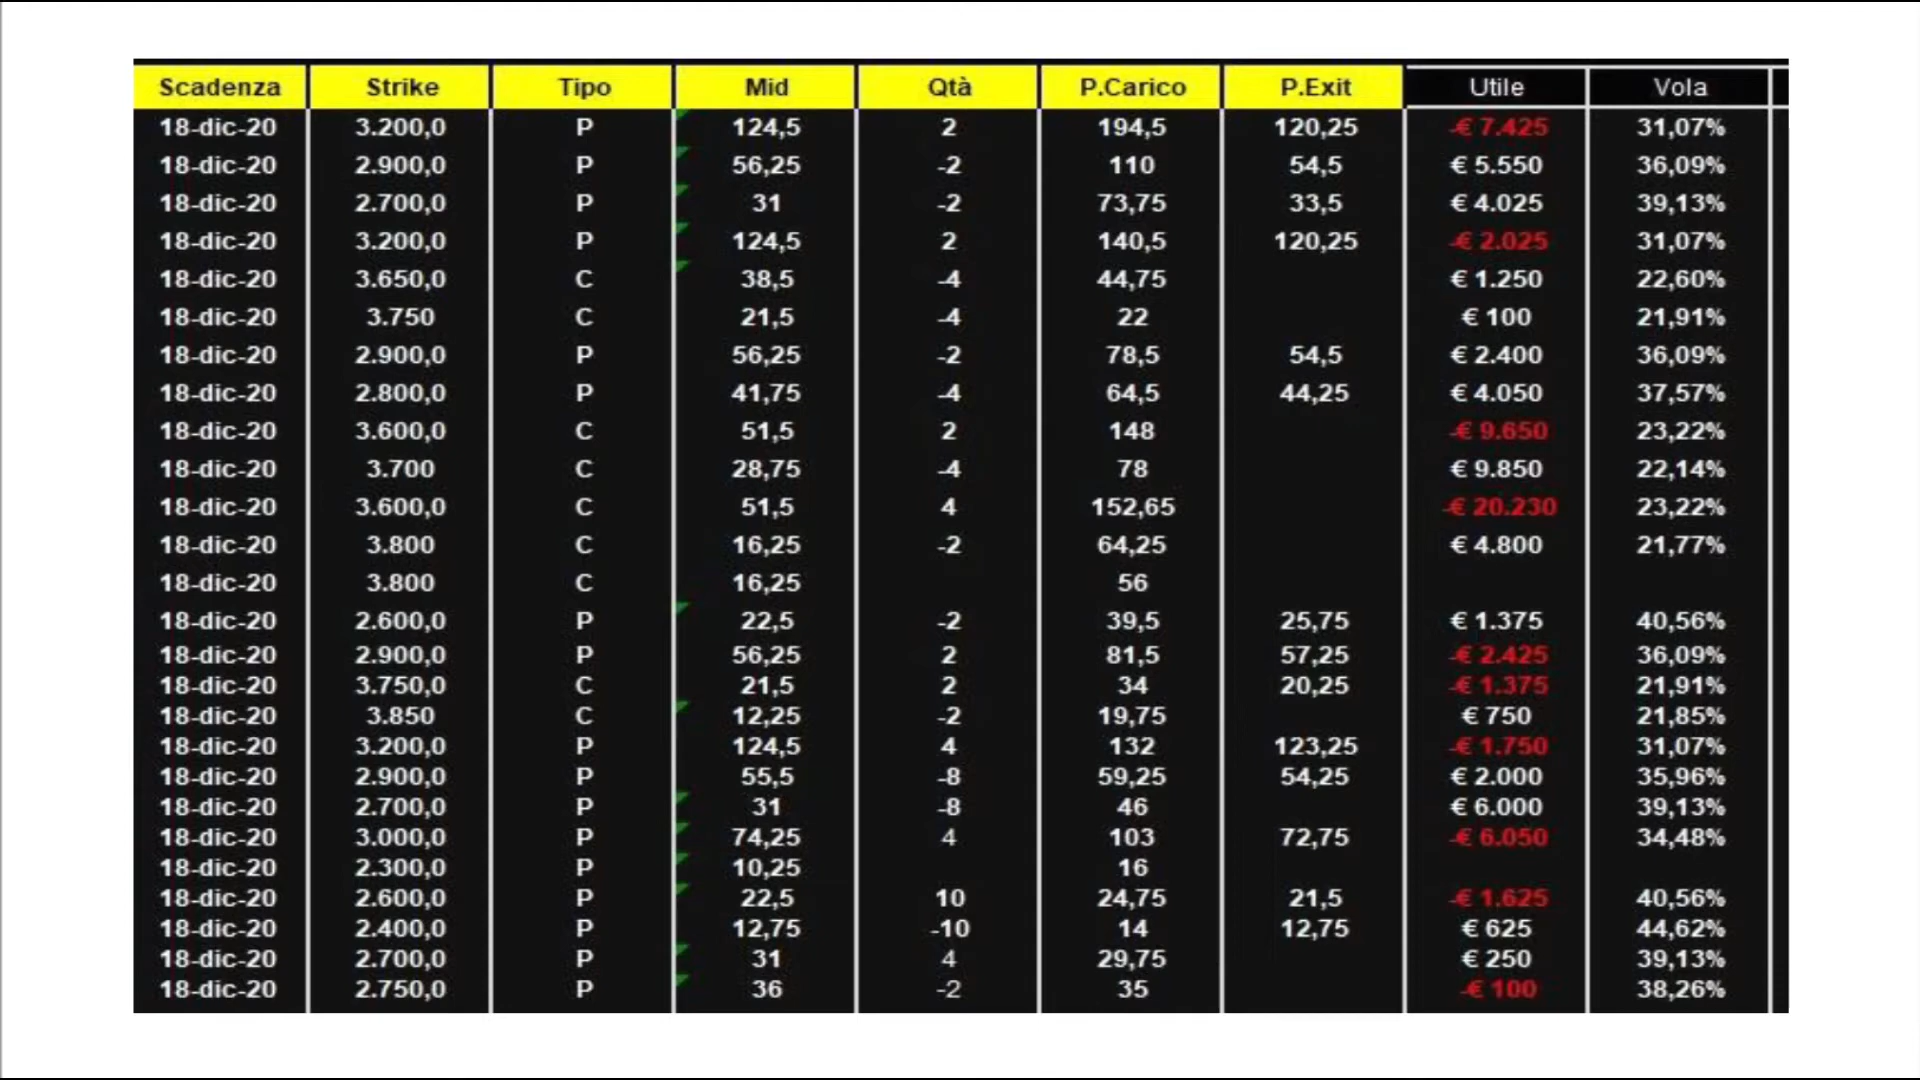 Scadenza Strike Tipo Mid Qtà P.Carico P.Exit Utile Vola
18-dic-20 3.200,0 P 124,5 2 194,5 120,25 -€ 7.425 31,07%
18-dic-20 2.900,0 P 56,25 -2 110 54,5 € 5.550 36,09%
18-dic-20 2.700,0 P 31 -2 73,75 33,5 € 4.025 39,13%
18-dic-20 3.200,0 P 124,5 2 140,5 120,25 -€ 2.025 31,07%
18-dic-20 3.650,0 C 38,5 -4 44,75 € 1.250 22,60%
18-dic-20 3.750 C 21,5 -4 22 € 100 21,91%
18-dic-20 2.900,0 P 56,25 -2 78,5 54,5 € 2.400 36,09%
18-dic-20 2.800,0 P 41,75 -4 64,5 44,25 € 4.050 37,57%
18-dic-20 3.600,0 C 51,5 2 148 -€ 9.650 23,22%
18-dic-20 3.700 C 28,75 -4 78 € 9.850 22,14%
18-dic-20 3.600,0 C 51,5 4 152,65 -€ 20.230 23,22%
18-dic-20 3.800 C 16,25 -2 64,25 € 4.800 21,77%
18-dic-20 3.800 C 16,25 56
18-dic-20 2.600,0 P 22,5 -2 39,5 25,75 € 1.375 40,56%
18-dic-20 2.900,0 P 56,25 2 81,5 57,25 -€ 2.425 36,09%
18-dic-20 3.750,0 C 21,5 2 34 20,25 -€ 1.375 21,91%
18-dic-20 3.850 C 12,25 -2 19,75 € 750 21,85%
18-dic-20 3.200,0 P 124,5 4 132 123,25 -€ 1.750 31,07%
18-dic-20 2.900,0 P 55,5 -8 59,25 54,25 € 2.000 35,96%
18-dic-20 2.700,0 P 31 -8 46 € 6.000 39,13%
18-dic-20 3.000,0 P 74,25 4 103 72,75 -€ 6.050 34,48%
18-dic-20 2.300,0 P 10,25 16
18-dic-20 2.600,0 P 22,5 10 24,75 21,5 -€ 1.625 40,56%
18-dic-20 2.400,0 P 12,75 -10 14 12,75 € 625 44,62%
18-dic-20 2.700,0 P 31 4 29,75 € 250 39,13%
18-dic-20 2.750,0 P 36 -2 35 -€ 100 38,26%